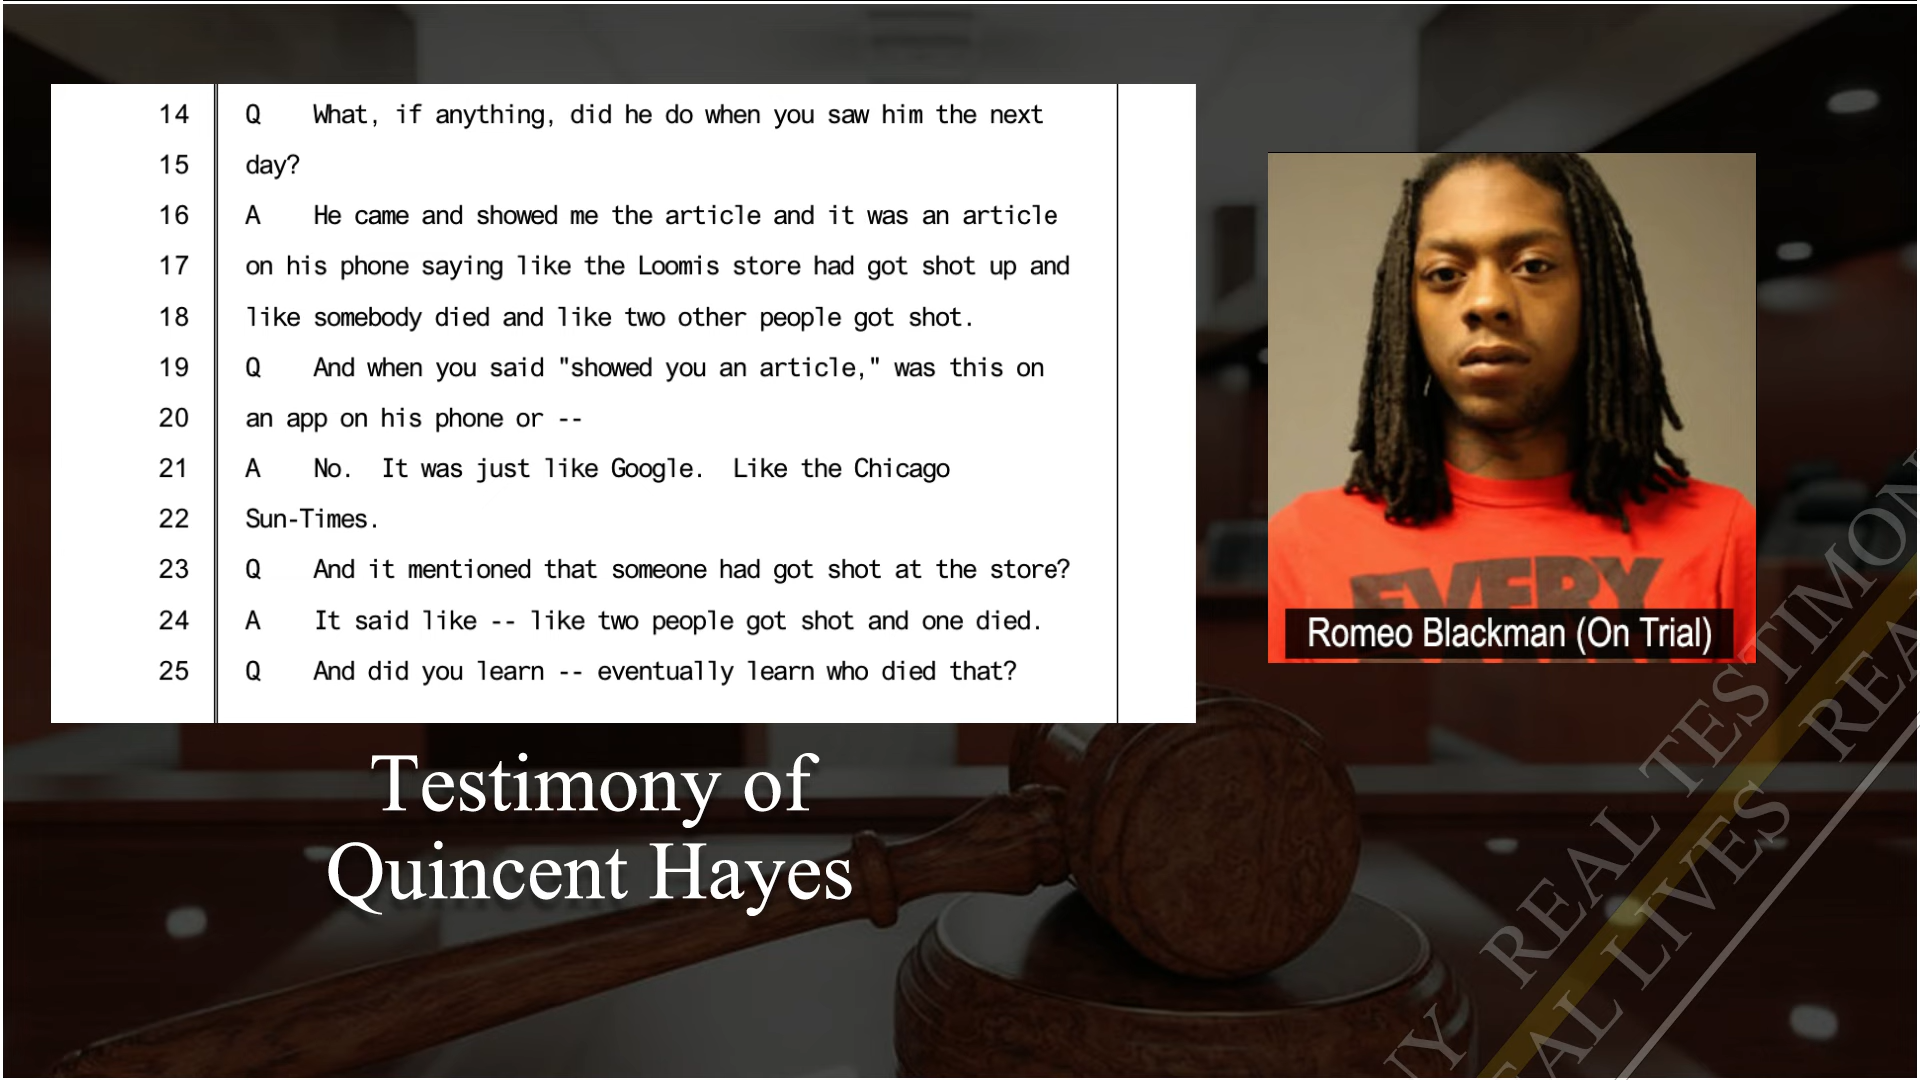 14 Q What, if anything, did he do when you saw him the next
15 day?
16 A He came and showed me the article and it was an article
17 on his phone saying like the Loomis store had got shot up and
18 like somebody died and like two other people got shot.
19 Q And when you said "showed you an article," was this on
20 an app on his phone or --
21 A No. It was just like Google. Like the Chicago
22 Sun-Times.
23 Q And it mentioned that someone had got shot at the store?
24 A It said like -- like two people got shot and one died.
25 Q And did you learn -- eventually learn who died that?
EVERY
Romeo Blackman (On Trial)
Testimony of
Quincent Hayes
REAL TESTIMON
REAL LIVES REA